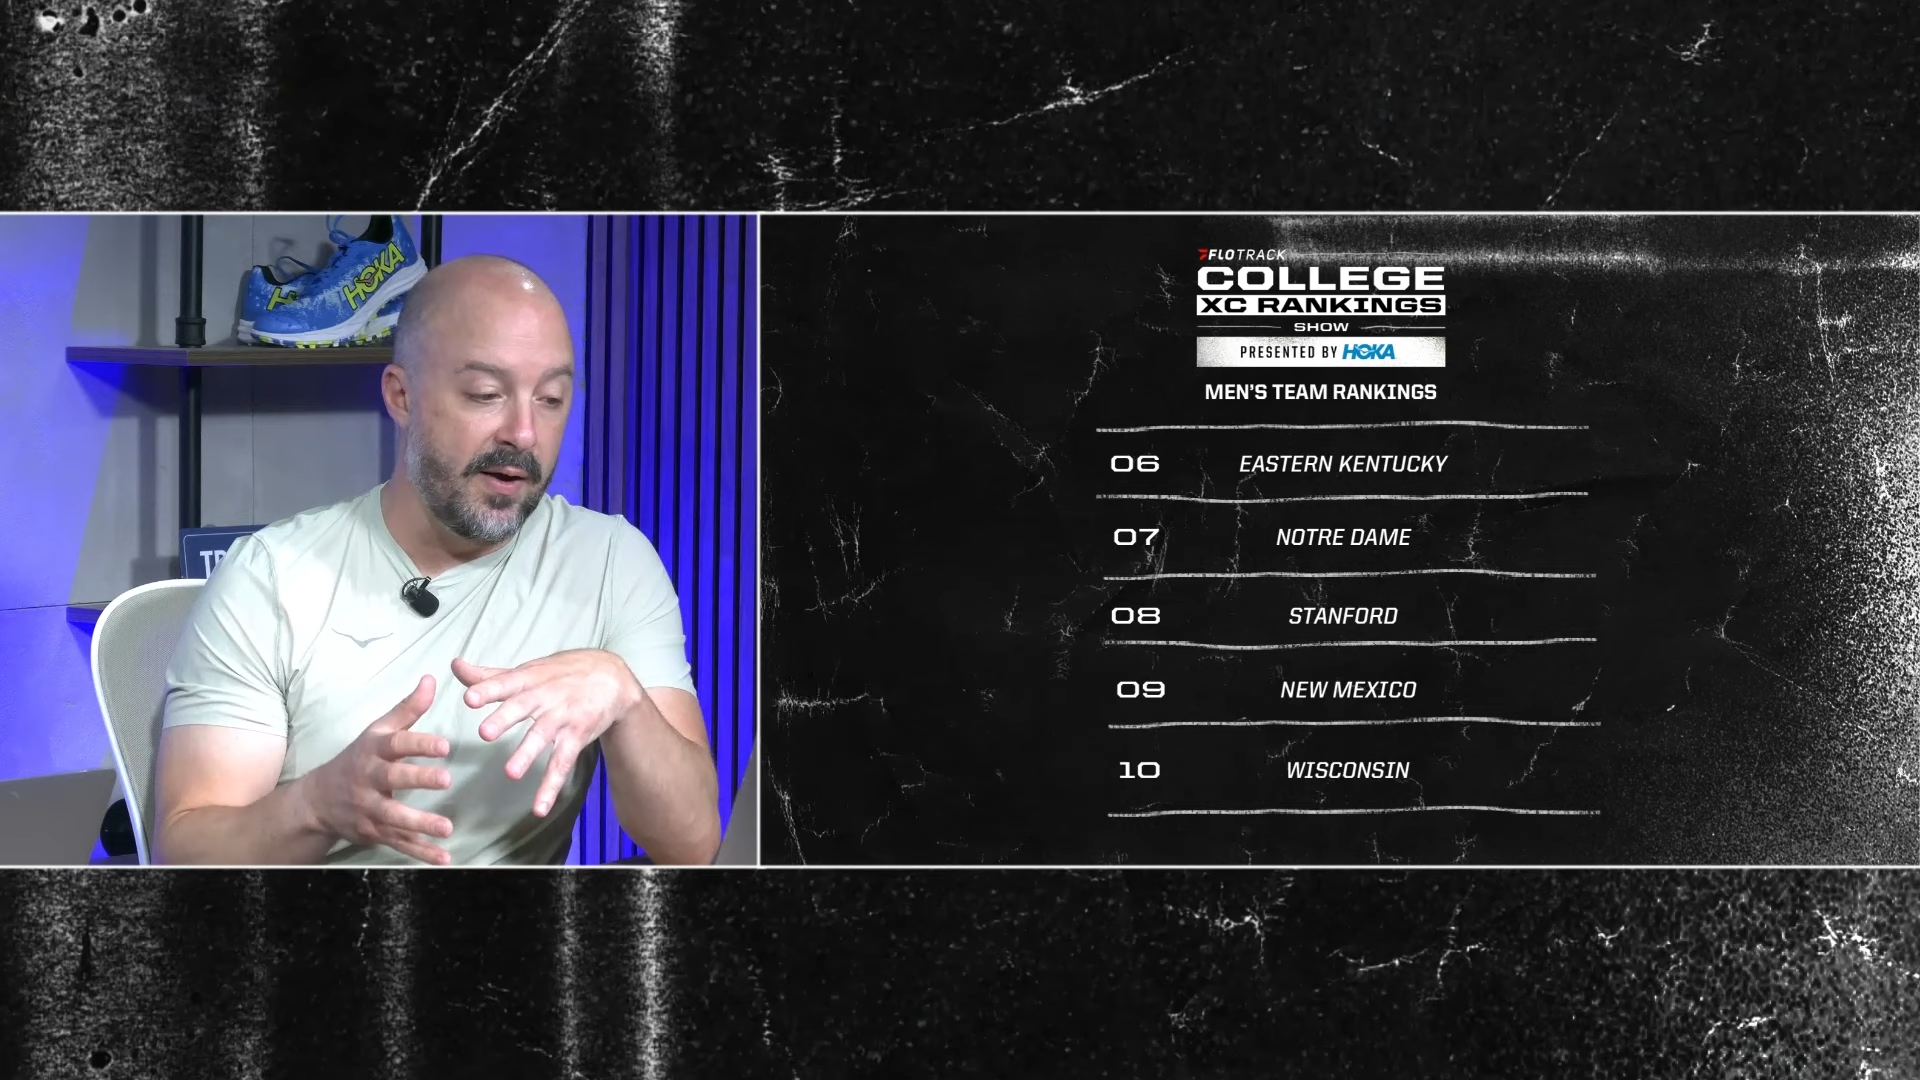 HOKA
TR
FLOTRACK
COLLEGE
XC RANKINGS
SHOW
PRESENTED BY HOKA
MEN'S TEAM RANKINGS
06 EASTERN KENTUCKY
07 NOTRE DAME
08 STANFORD
09 NEW MEXICO
10 WISCONSIN